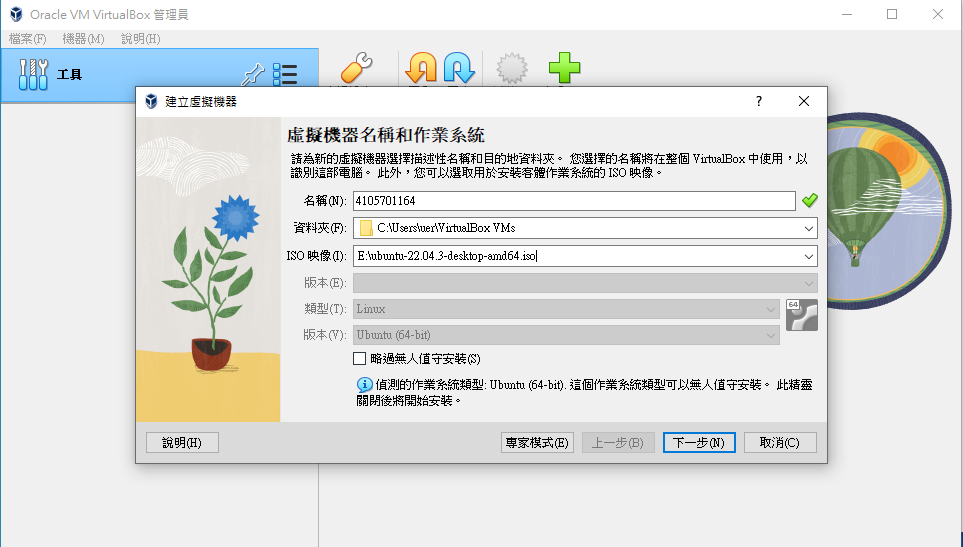 Oracle VM VirtualBox 管理員
檔案(F) 機器(M) 說明(H)
工具
建立虛擬機器
?
虛擬機器名稱和作業系統
請為新的虛擬機器選擇描述性名稱和目的地資料夾。 您選擇的名稱將在整個 VirtualBox 中使用，以
識別這部電腦。 此外，您可以選取用於安裝客體作業系統的 ISO 映像。
名稱(N): 4105701164
資料夾(F): C:\Users\uer\VirtualBox VMs
ISO 映像(I): E:\ubuntu-22.04.3-desktop-amd64.iso
版本(E):
類型(T): Linux
64
版本(V): Ubuntu (64-bit)
略過無人值守安裝(S)
偵測的作業系統類型: Ubuntu (64-bit). 這個作業系統類型可以無人值守安裝。 此精靈
關閉後將開始安裝。
說明(H) 專家模式(E) 上一步(B) 下一步(N) 取消(C)